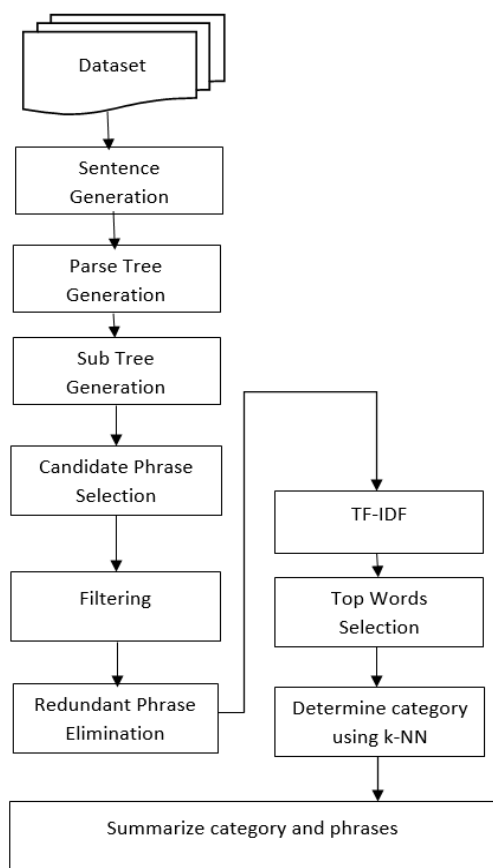 Dataset
Sentence
Generation
Parse Tree
Generation
Sub Tree
Generation
Candidate Phrase
Selection
Filtering
Redundant Phrase
Elimination
TF-IDF
Top Words
Selection
Determine category
using k-NN
Summarize category and phrases